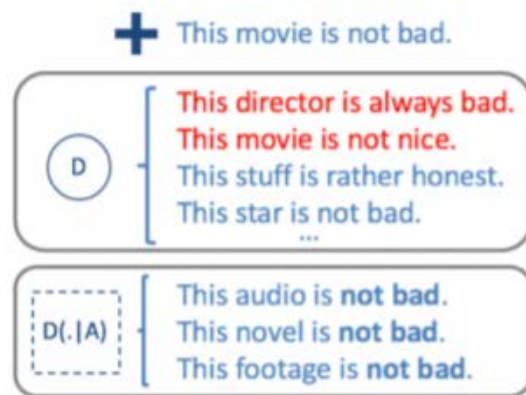 + This movie is not bad.
This director is always bad.
This movie is not nice.
D
This stuff is rather honest.
This star is not bad.
...
This audio is not bad.
D(.|A)
This novel is not bad.
This footage is not bad.